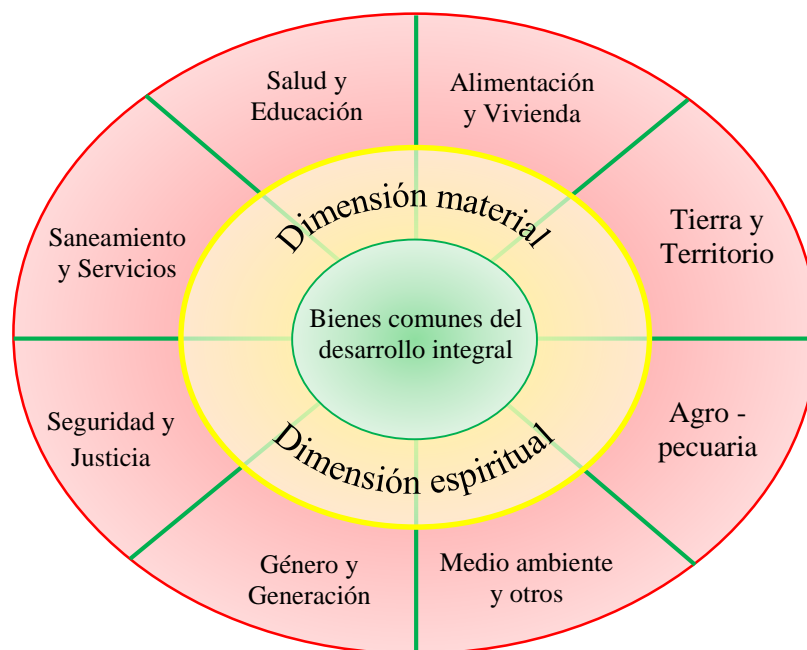 Salud y
Educación
Alimentación
y Vivienda
Dimensión material
Saneamiento
y Servicios
Tierra y
Territorio
Bienes comunes del
desarrollo integral
Seguridad y
Justicia
Agro -
pecuaria
Dimensión espiritual
Género y
Generación
Medio ambiente
y otros